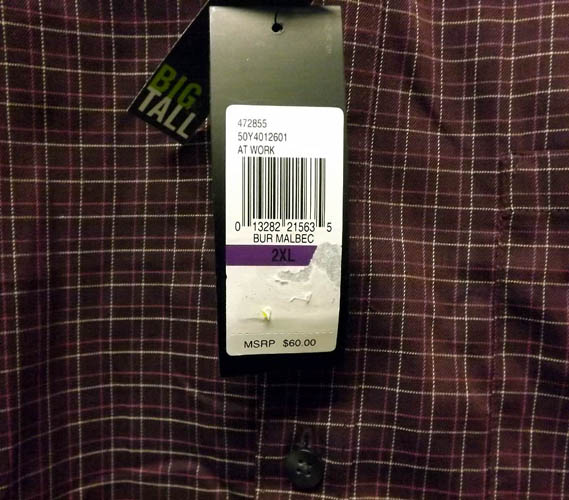 BIG
TALL
472855
50Y4012601
AT WORK
0 13282 21563 5
BUR MALBEC
2XL
MSRP $60.00